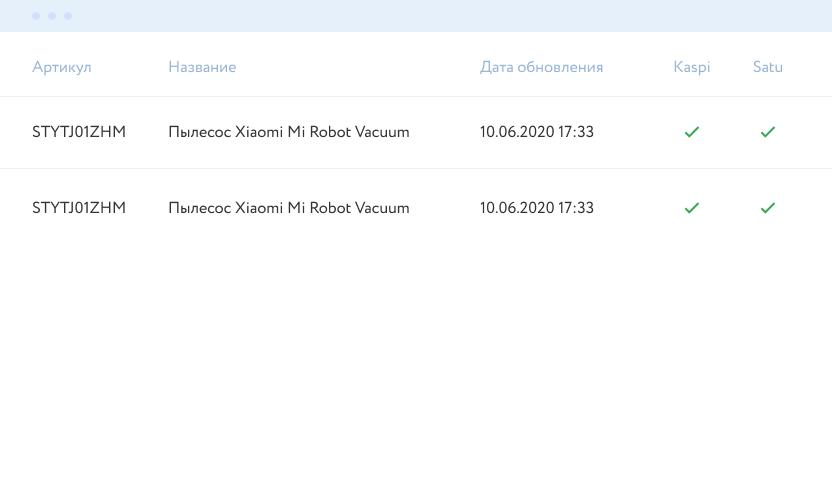 Артикул Название Дата обновления Kaspi Satu
STYTJ01ZHM Пылесос Xiaomi Mi Robot Vacuum 10.06.2020 17:33
STYTJ01ZHM Пылесос Xiaomi Mi Robot Vacuum 10.06.2020 17:33